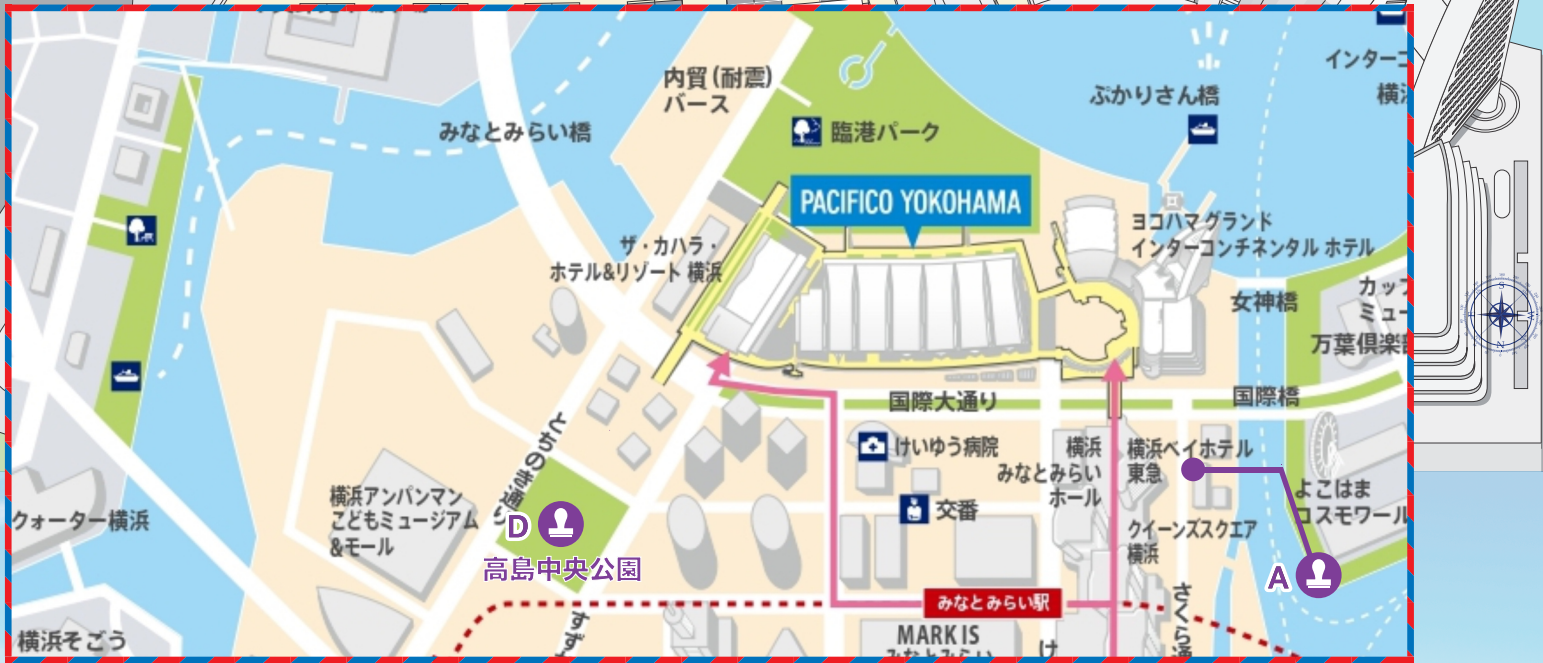 内貿(耐震)
バース
みなとみらい橋
臨港パーク
ぷかりさん橋
インターコ
横浜
PACIFICO YOKOHAMA
ザ・カハラ・
ホテル&リゾート 横浜
ヨコハマ グランド
インターコンチネンタル ホテル
女神橋
カップ
ミュー
万葉倶楽部
国際大通り
国際橋
とちのき通り
けいゆう病院
横浜
みなとみらい
ホール
横浜ベイホテル
東急
よこはま
コスモワール
クォーター横浜
横浜アンパンマン
こどもミュージアム
&モール
D
高島中央公園
交番
クイーンズスクエア
横浜
A
みなとみらい駅
さくら通
横浜そごう
すず
MARK IS
みなとみらい
け
S
W
N